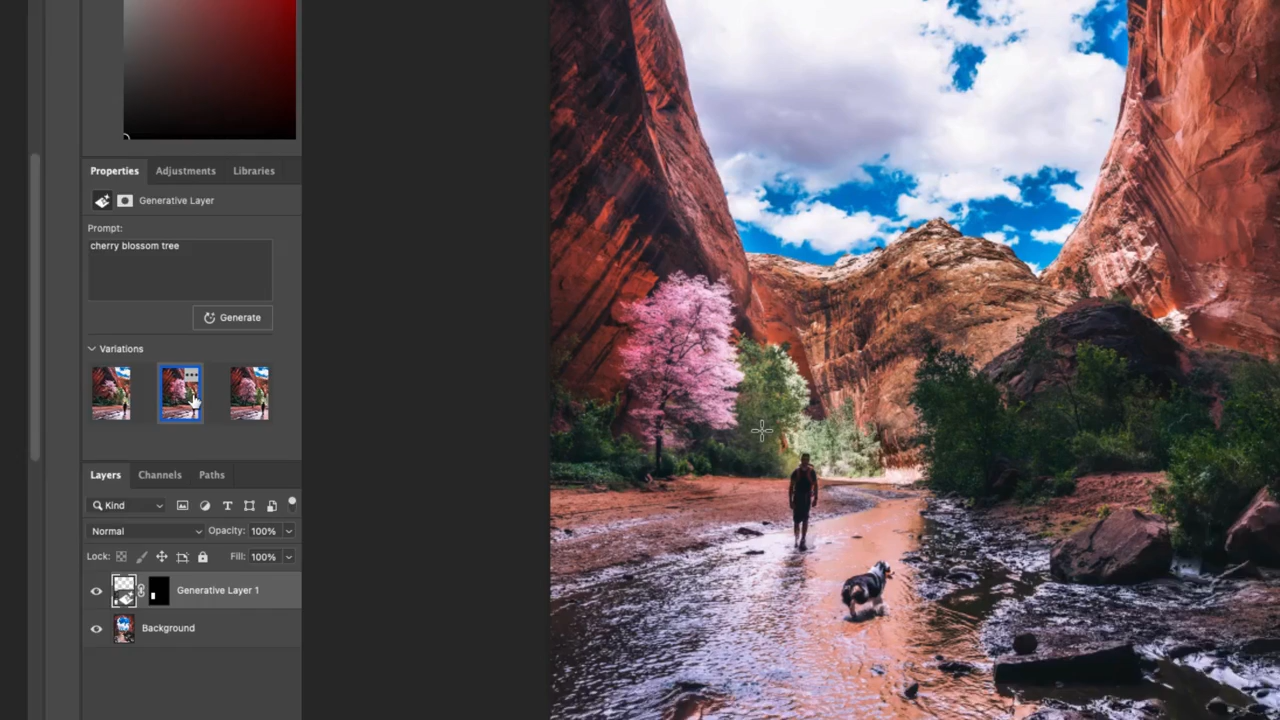 Properties Adjustments Libraries
Generative Layer
Prompt:
cherry blossom tree
Generate
Variations
Layers Channels Paths
Kind
Normal Opacity: 100%
Lock: Fill: 100%
Generative Layer 1
Background